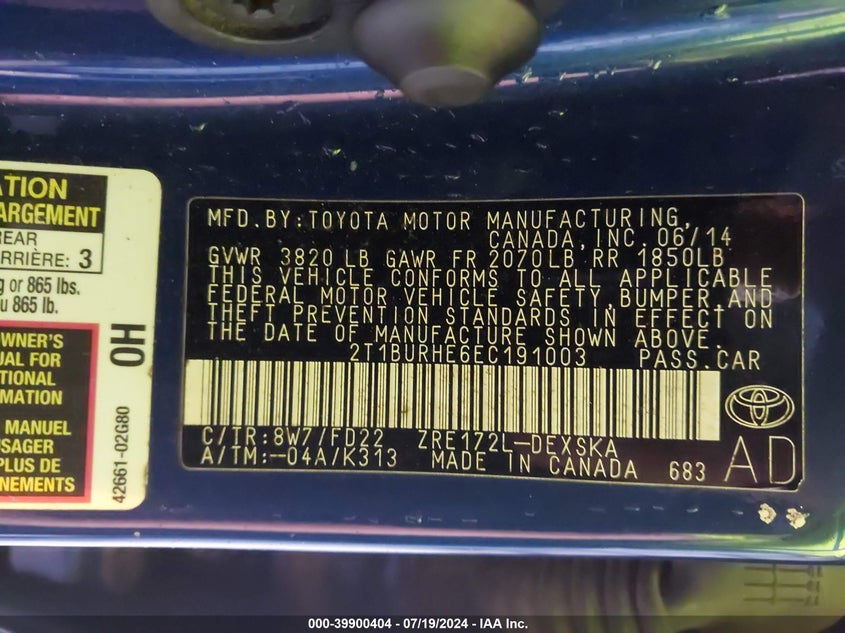 ATION
ARGEMENT
REAR
ARRIÈRE: 3
g or 865 lbs.
u 865 lb.
OWNER'S
UAL FOR
TIONAL
MATION
MANUEL
USAGER
PLUS DE
NEMENTS
OH
42661-02G80
MFD.BY:TOYOTA MOTOR MANUFACTURING,
CANADA,INC.06/14
GVWR 3820 LB GAWR FR 2070LB RR 1850LB
THIS VEHICLE CONFORMS TO ALL APPLICABLE
FEDERAL MOTOR VEHICLE SAFETY,BUMPER,AND
THEFT PREVENTION STANDARDS IN EFFECT ON
THE DATE OF MANUFACTURE SHOWN ABOVE.
2T1BURHE6EC191003 PASS.CAR
C/TR:8W7/FD22 ZRE172L-DEXSKA
A/TM:-04A/K313 MADE IN CANADA 683
AD
000-39900404 - 07/19/2024 - IAA Inc.